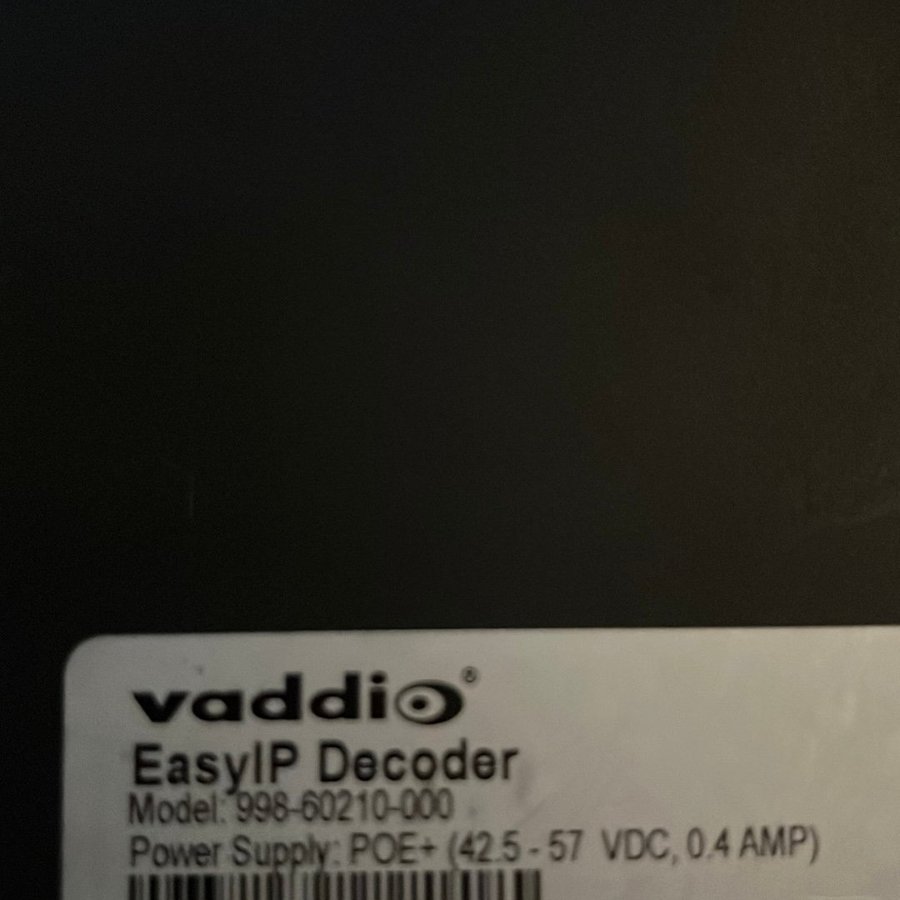 vaddio®
EasyIP Decoder
Model: 998-60210-000
Power Supply: POE+ (42.5 - 57 VDC, 0.4 AMP)